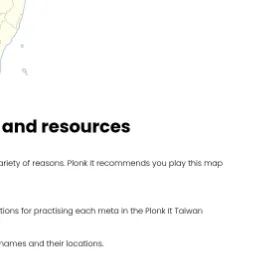 and resources
ariety of reasons. Plonk It recommends you play this map
tions for practising each meta in the Plonk It Taiwan
names and their locations.